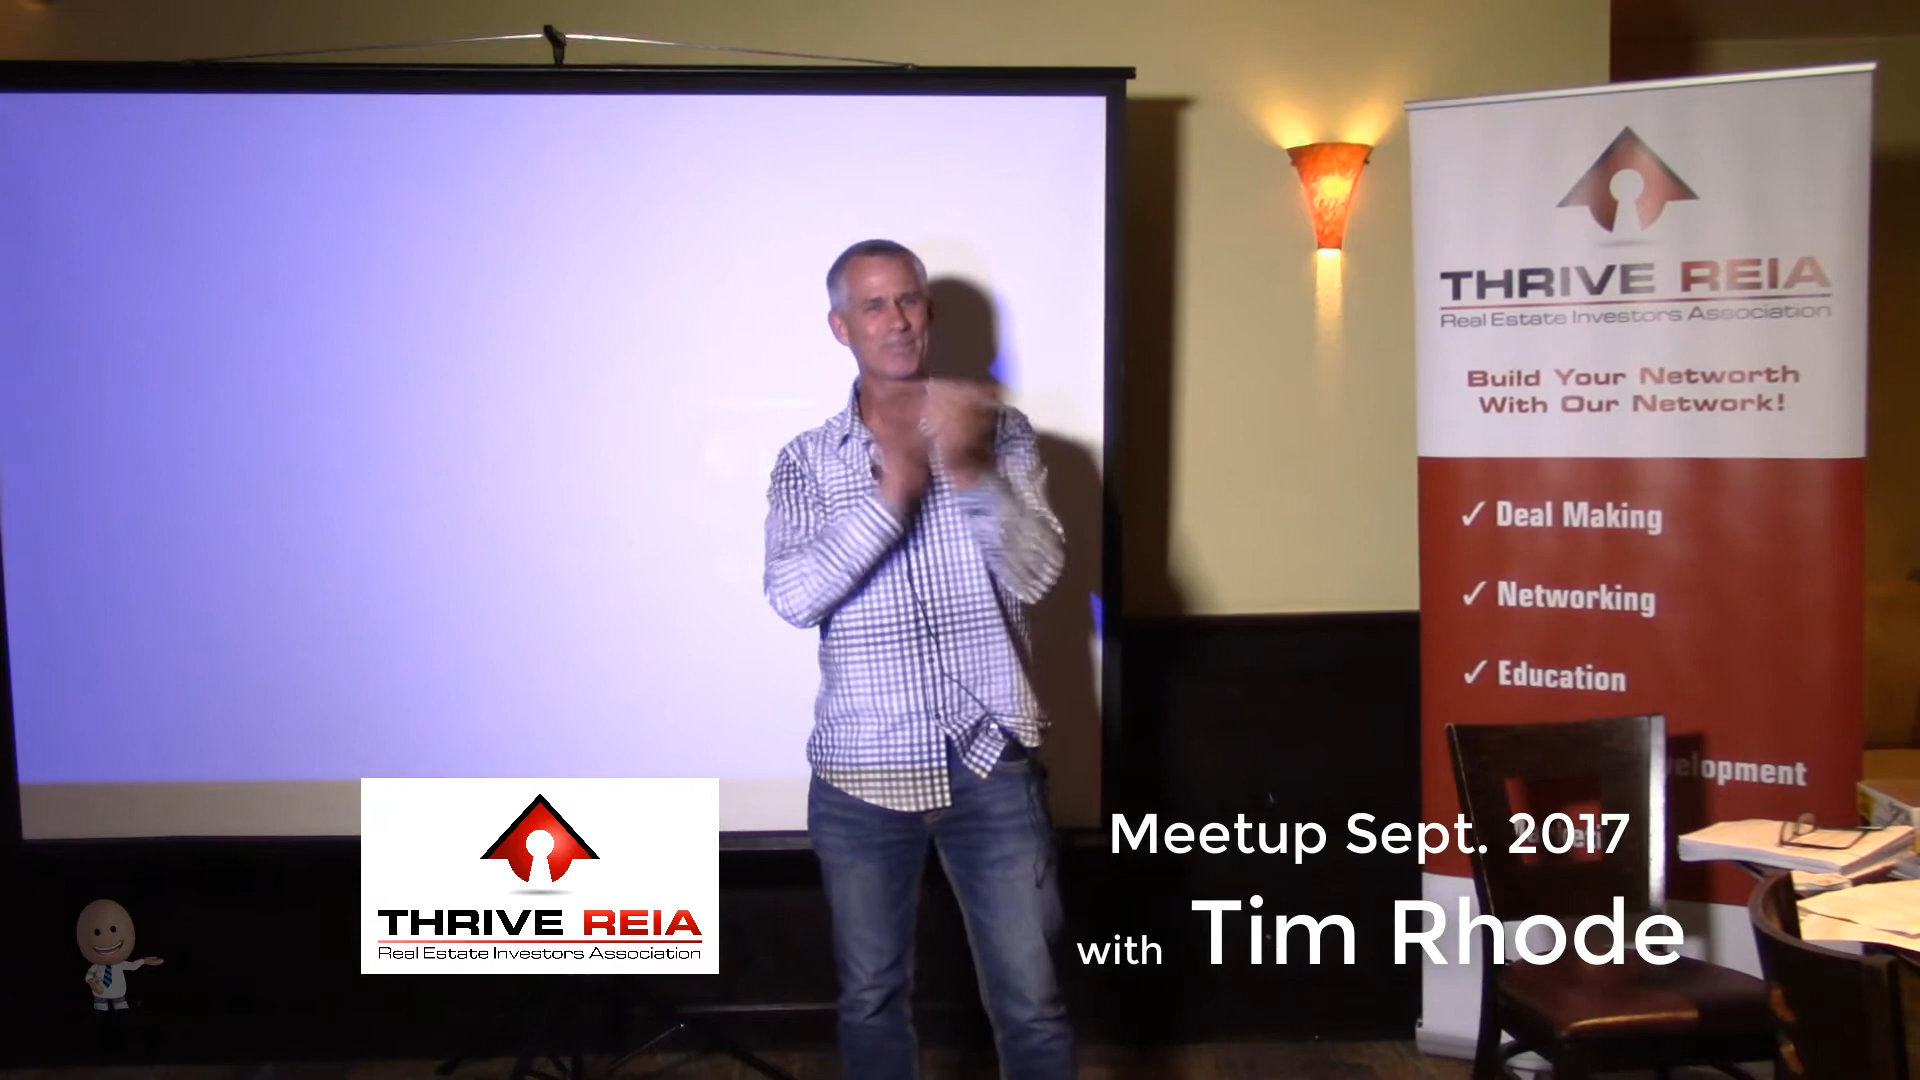 THRIVE REIA
Real Estate Investors Association
Build Your Networth
With Our Network!
✓ Deal Making
✓ Networking
✓ Education
THRIVE REIA
Real Estate Investors Association
Meetup Sept. 2017
with Tim Rhode